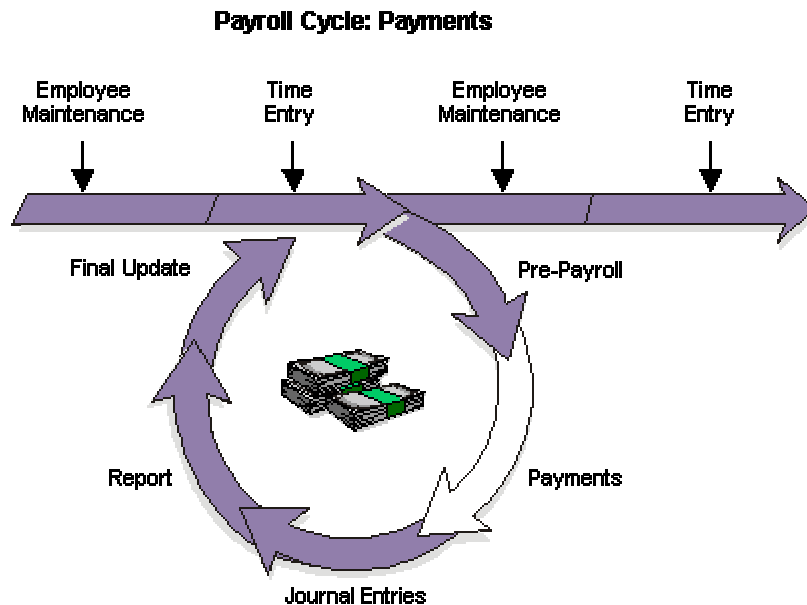 Payroll Cycle: Payments
Employee
Maintenance
Time
Entry
Employee
Maintenance
Time
Entry
Final Update
Pre-Payroll
Report
Payments
Journal Entries